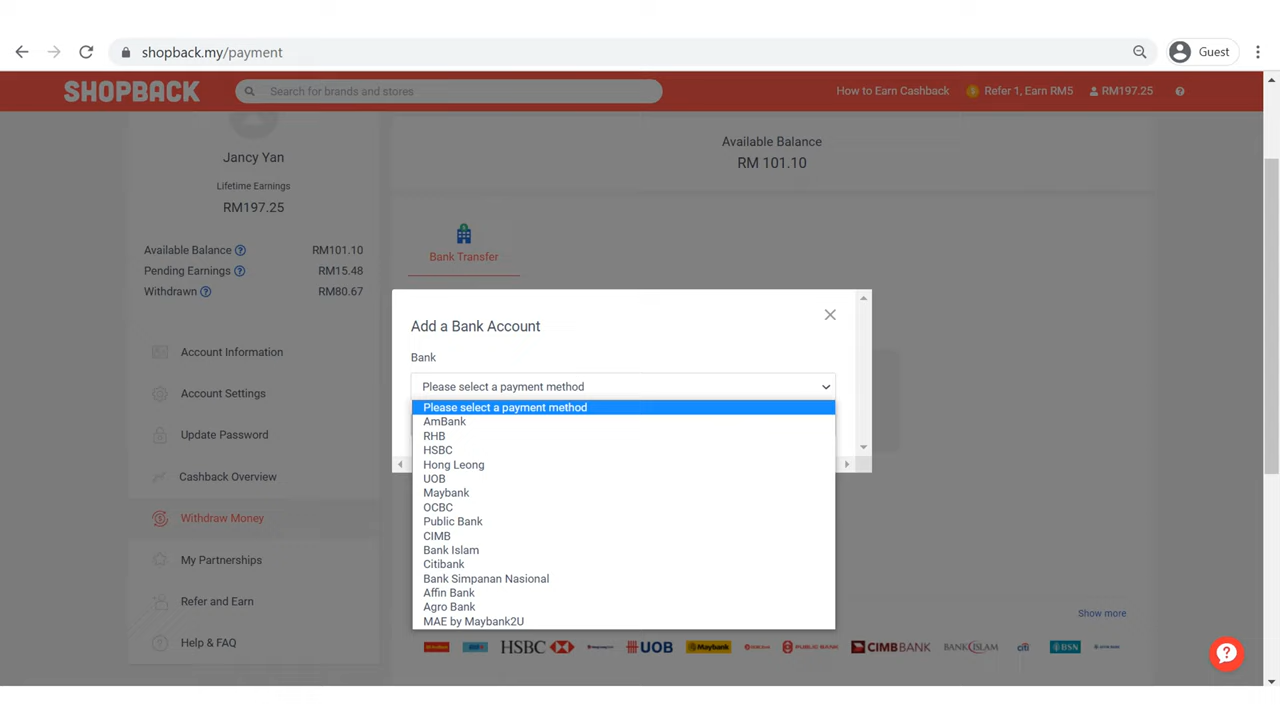 shopback.my/payment
Guest
SHOPBACK
Search for brands and stores
How to Earn Cashback
Refer 1, Earn RM5
RM197.25
Jancy Yan
Lifetime Earnings
RM197.25
Available Balance RM101.10
Pending Earnings RM15.48
Withdrawn RM80.67
Account Information
Account Settings
Update Password
Cashback Overview
Withdraw Money
My Partnerships
Refer and Earn
Help & FAQ
Available Balance
RM 101.10
Bank Transfer
Add a Bank Account
Bank
Please select a payment method
Please select a payment method
AmBank
RHB
HSBC
Hong Leong
UOB
Maybank
OCBC
Public Bank
CIMB
Bank Islam
Citibank
Bank Simpanan Nasional
Affin Bank
Agro Bank
MAE by Maybank2U
Show more
HSBC UOB Maybank PUBLIC BANK CIMB BANK BANK ISLAM citi BSN